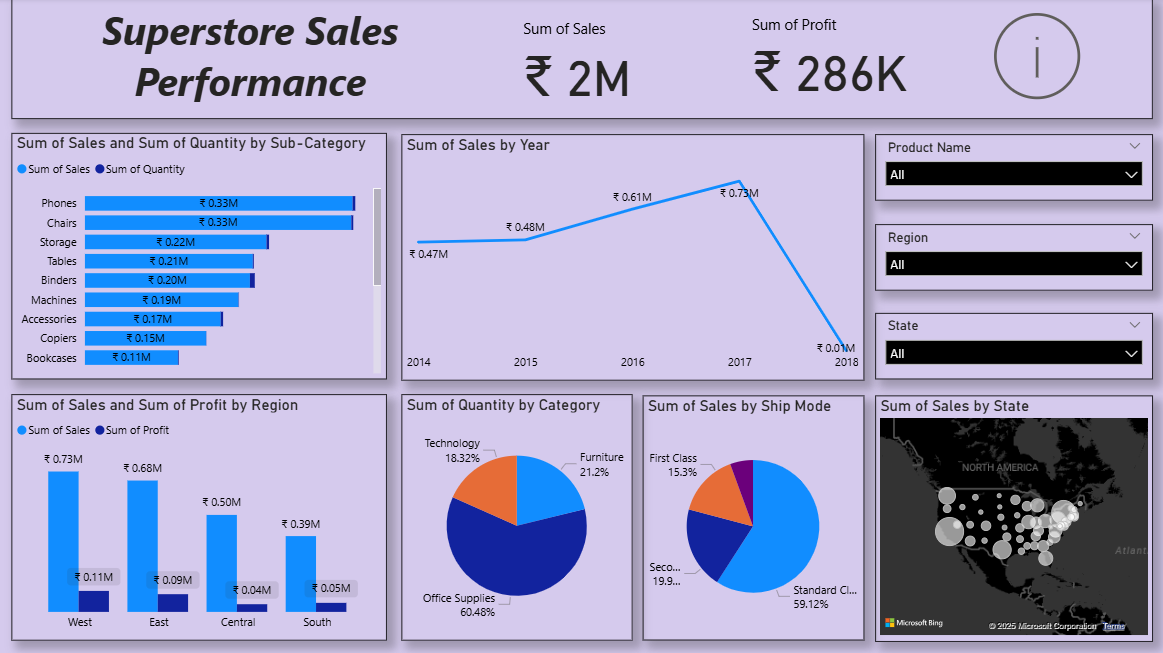 Superstore Sales
Performance
Sum of Sales
₹ 2M
Sum of Profit
₹ 286K
i
Sum of Sales and Sum of Quantity by Sub-Category
Sum of Sales Sum of Quantity
Phones ₹ 0.33M
Chairs ₹ 0.33M
Storage ₹ 0.22M
Tables ₹ 0.21M
Binders ₹ 0.20M
Machines ₹ 0.19M
Accessories ₹ 0.17M
Copiers ₹ 0.15M
Bookcases ₹ 0.11M
Sum of Sales by Year
₹ 0.47M
₹ 0.48M
₹ 0.61M
₹ 0.73M
₹ 0.01M
2014 2015 2016 2017 2018
Product Name
All
Region
All
State
All
Sum of Sales and Sum of Profit by Region
Sum of Sales Sum of Profit
₹ 0.73M
₹ 0.68M
₹ 0.50M
₹ 0.39M
₹ 0.11M
₹ 0.09M
₹ 0.04M
₹ 0.05M
West East Central South
Sum of Quantity by Category
Technology
18.32%
Furniture
21.2%
Office Supplies
60.48%
Sum of Sales by Ship Mode
First Class
15.3%
Seco...
19.9...
Standard Cl...
59.12%
Sum of Sales by State
NORTH AMERICA
Atlant
Microsoft Bing
© 2025 Microsoft Corporation Terms